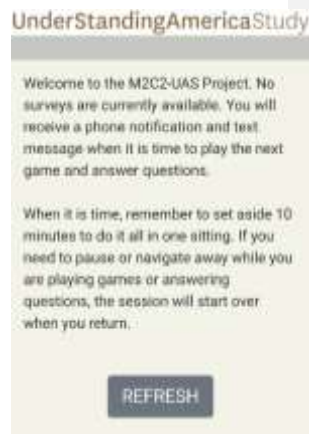 UnderStandingAmericaStudy
Welcome to the M2C2-UAS Project. No
surveys are currently available. You will
receive a phone notification and text
message when it is time to play the next
game and answer questions.
When it is time, remember to set aside 10
minutes to do it all in one sitting. If you
need to pause or navigate away while you
are playing games or answering
questions, the session will start over
when you return.
REFRESH